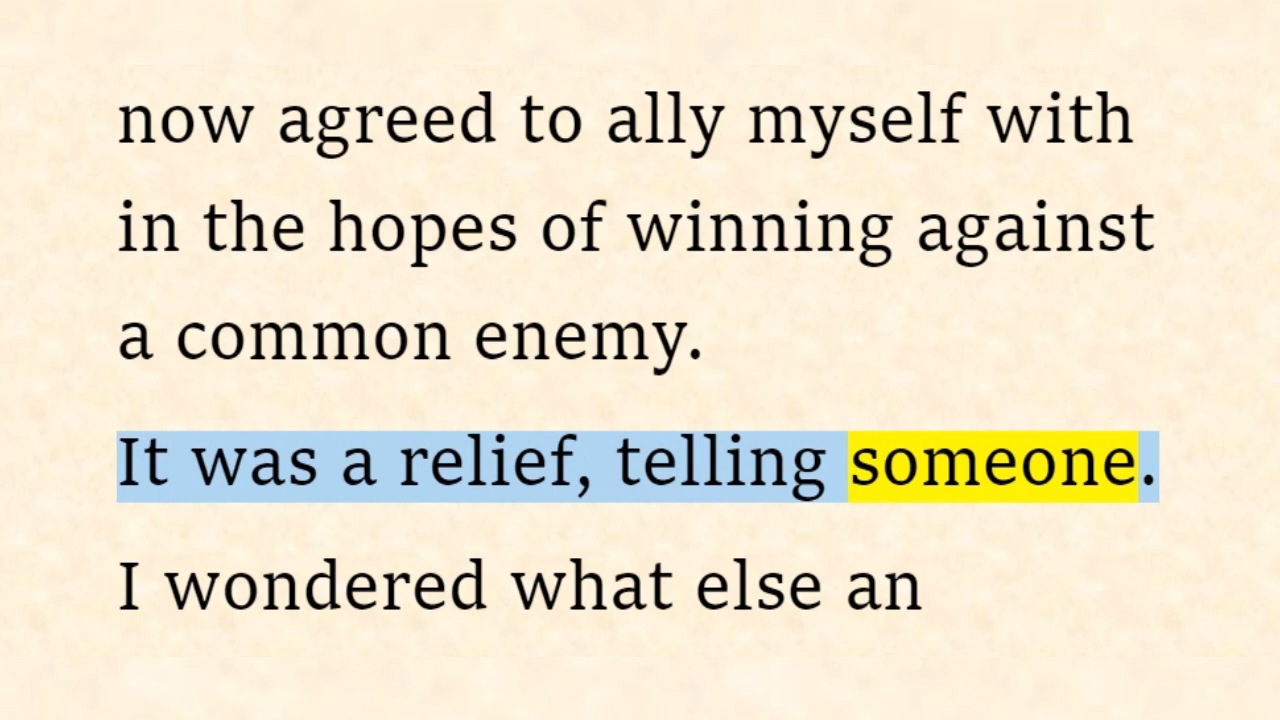 now agreed to ally myself with
in the hopes of winning against
a common enemy.
It was a relief, telling someone.
I wondered what else an